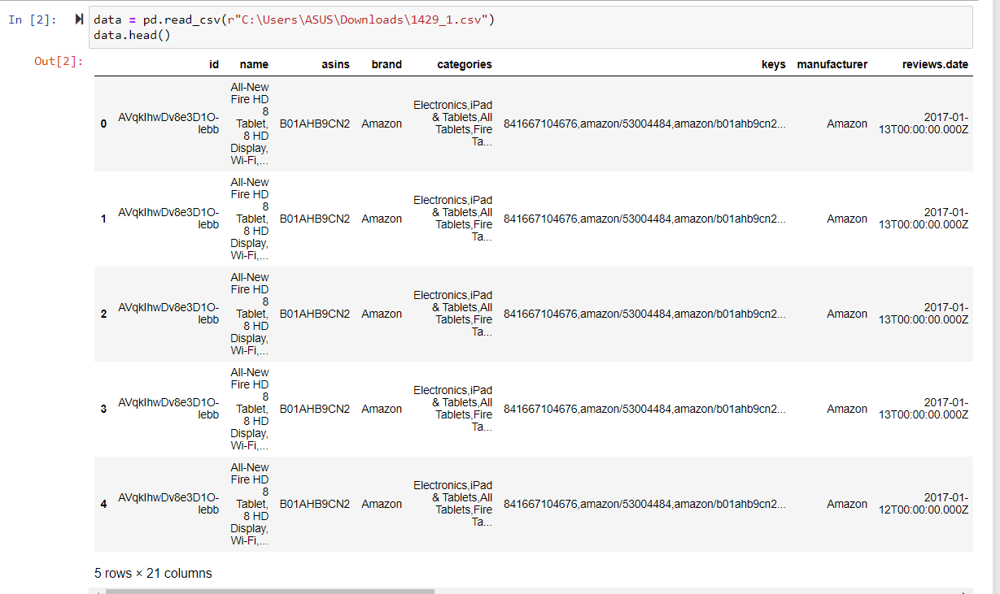 In [2]: data = pd.read_csv(r"C:\Users\ASUS\Downloads\1429_1.csv")
data.head()
Out[2]:
id name asins brand categories keys manufacturer reviews.date
0 AVqkIhwDv8e3D1O-lebb All-New Fire HD 8 Tablet, 8 HD Display, Wi-Fi,... B01AHB9CN2 Amazon Electronics,iPad & Tablets,All Tablets,Fire Ta... 841667104676,amazon/53004484,amazon/b01ahb9cn2... Amazon 2017-01-13T00:00:00.000Z
1 AVqkIhwDv8e3D1O-lebb All-New Fire HD 8 Tablet, 8 HD Display, Wi-Fi,... B01AHB9CN2 Amazon Electronics,iPad & Tablets,All Tablets,Fire Ta... 841667104676,amazon/53004484,amazon/b01ahb9cn2... Amazon 2017-01-13T00:00:00.000Z
2 AVqkIhwDv8e3D1O-lebb All-New Fire HD 8 Tablet, 8 HD Display, Wi-Fi,... B01AHB9CN2 Amazon Electronics,iPad & Tablets,All Tablets,Fire Ta... 841667104676,amazon/53004484,amazon/b01ahb9cn2... Amazon 2017-01-13T00:00:00.000Z
3 AVqkIhwDv8e3D1O-lebb All-New Fire HD 8 Tablet, 8 HD Display, Wi-Fi,... B01AHB9CN2 Amazon Electronics,iPad & Tablets,All Tablets,Fire Ta... 841667104676,amazon/53004484,amazon/b01ahb9cn2... Amazon 2017-01-13T00:00:00.000Z
4 AVqkIhwDv8e3D1O-lebb All-New Fire HD 8 Tablet, 8 HD Display, Wi-Fi,... B01AHB9CN2 Amazon Electronics,iPad & Tablets,All Tablets,Fire Ta... 841667104676,amazon/53004484,amazon/b01ahb9cn2... Amazon 2017-01-12T00:00:00.000Z
5 rows × 21 columns